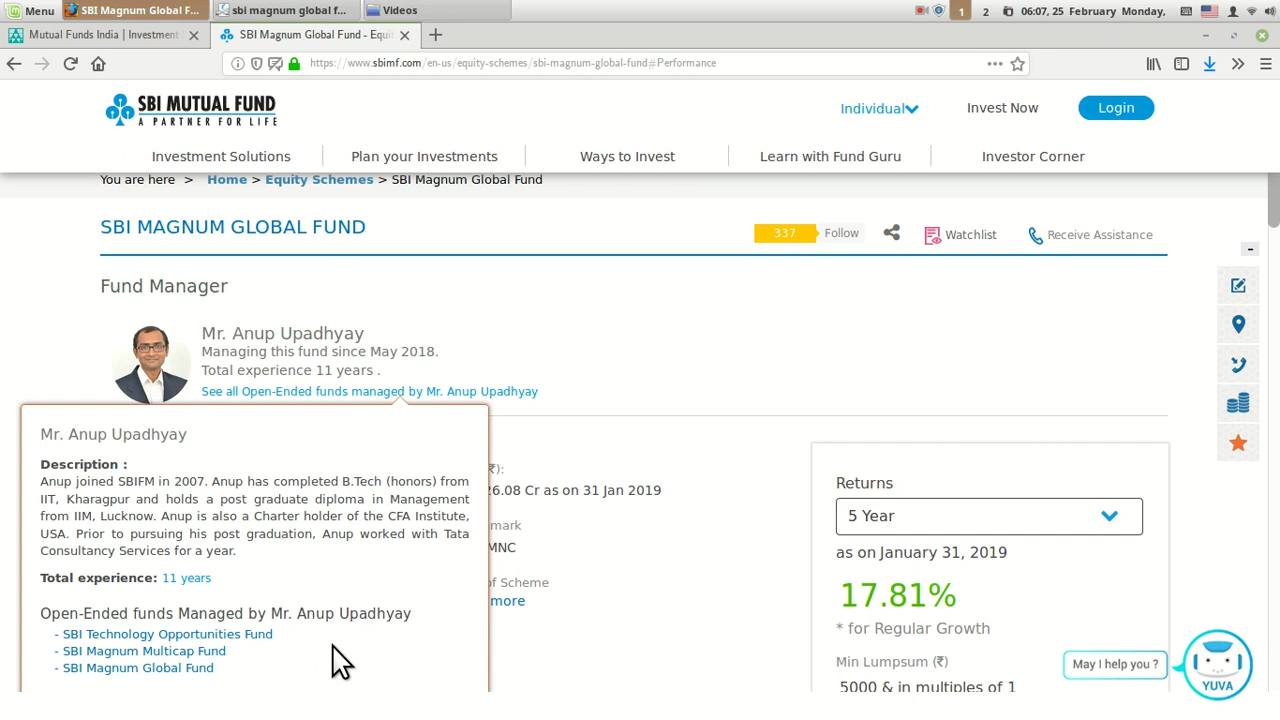 Menu SBI Magnum Global F... sbi magnum global f... Videos 1 2 06:07, 25 February Monday,
Mutual Funds India | Investment SBI Magnum Global Fund - Equi
https://www.sbimf.com/en-us/equity-schemes/sbi-magnum-global-fund#Performance
SBI MUTUAL FUND
A PARTNER FOR LIFE
Individual Invest Now Login
Investment Solutions Plan your Investments Ways to Invest Learn with Fund Guru Investor Corner
You are here > Home > Equity Schemes > SBI Magnum Global Fund
SBI MAGNUM GLOBAL FUND
337 Follow Watchlist Receive Assistance
Fund Manager
Mr. Anup Upadhyay
Managing this fund since May 2018.
Total experience 11 years .
See all Open-Ended funds managed by Mr. Anup Upadhyay
Mr. Anup Upadhyay
Description :
Anup joined SBIFM in 2007. Anup has completed B.Tech (honors) from
IIT, Kharagpur and holds a post graduate diploma in Management
from IIM, Lucknow. Anup is also a Charter holder of the CFA Institute,
USA. Prior to pursuing his post graduation, Anup worked with Tata
Consultancy Services for a year.
Total experience: 11 years
Open-Ended funds Managed by Mr. Anup Upadhyay
- SBI Technology Opportunities Fund
- SBI Magnum Multicap Fund
- SBI Magnum Global Fund
₹):
26.08 Cr as on 31 Jan 2019
mark
MNC
of Scheme
more
Returns
5 Year
as on January 31, 2019
17.81%
* for Regular Growth
Min Lumpsum (₹)
5000 & in multiples of 1
May I help you ?
YUVA